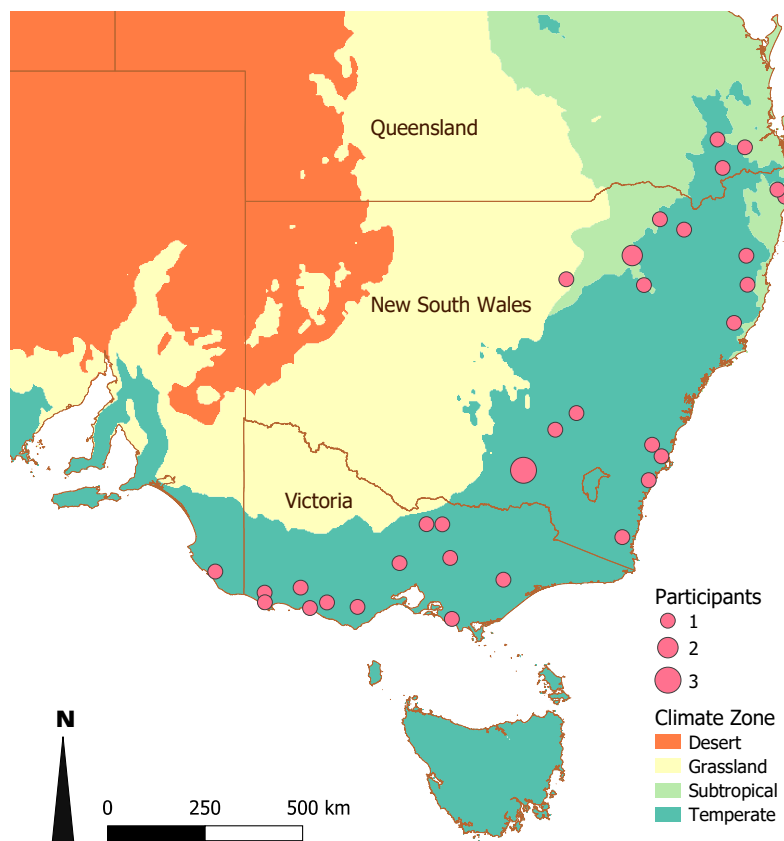 Queensland
New South Wales
Victoria
Participants
1
2
3
N
Climate Zone
Desert
Grassland
Subtropical
Temperate
0 250 500 km